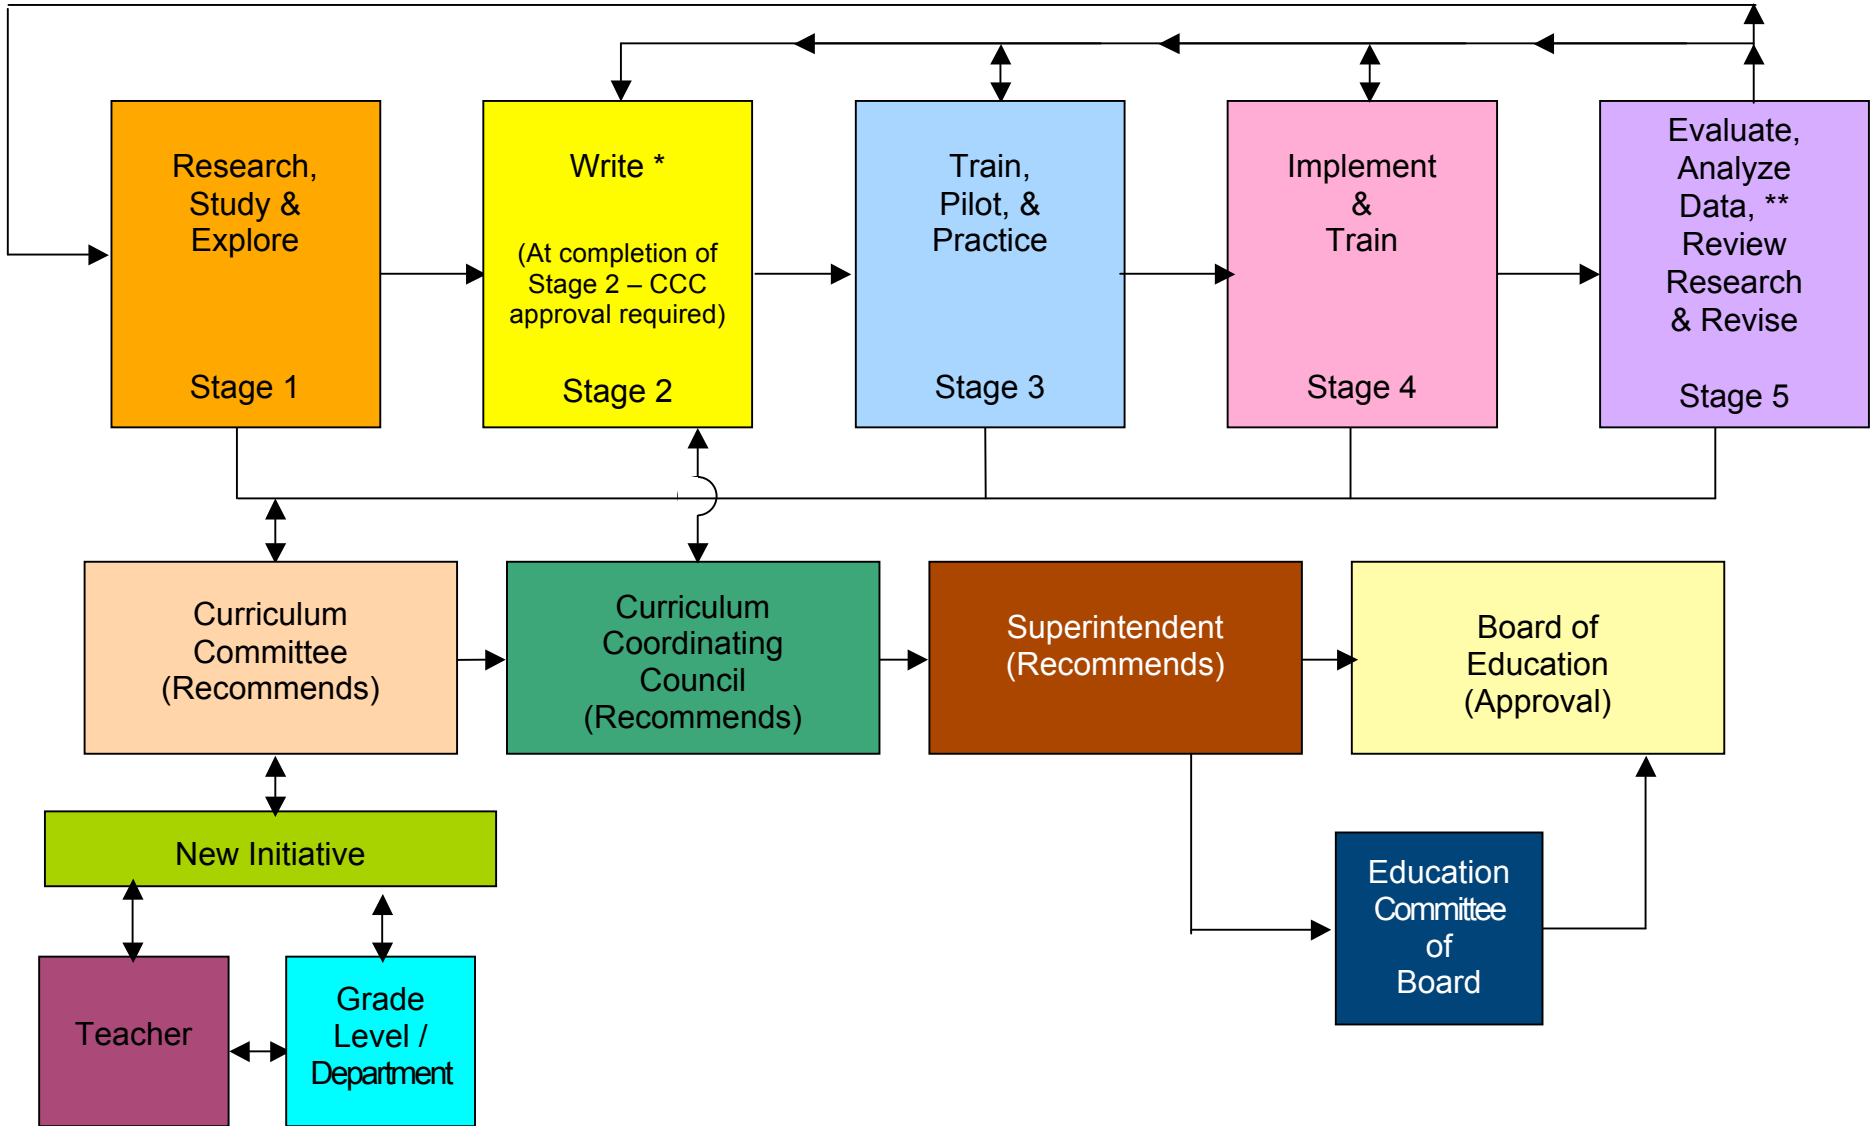 Research,
Study &
Explore
Stage 1
Write *
(At completion of
Stage 2 – CCC
approval required)
Stage 2
Train,
Pilot, &
Practice
Stage 3
Implement
&
Train
Stage 4
Evaluate,
Analyze
Data, **
Review
Research
& Revise
Stage 5
Curriculum
Committee
(Recommends)
Curriculum
Coordinating
Council
(Recommends)
Superintendent
(Recommends)
Board of
Education
(Approval)
New Initiative
Education
Committee
of
Board
Teacher
Grade
Level /
Department